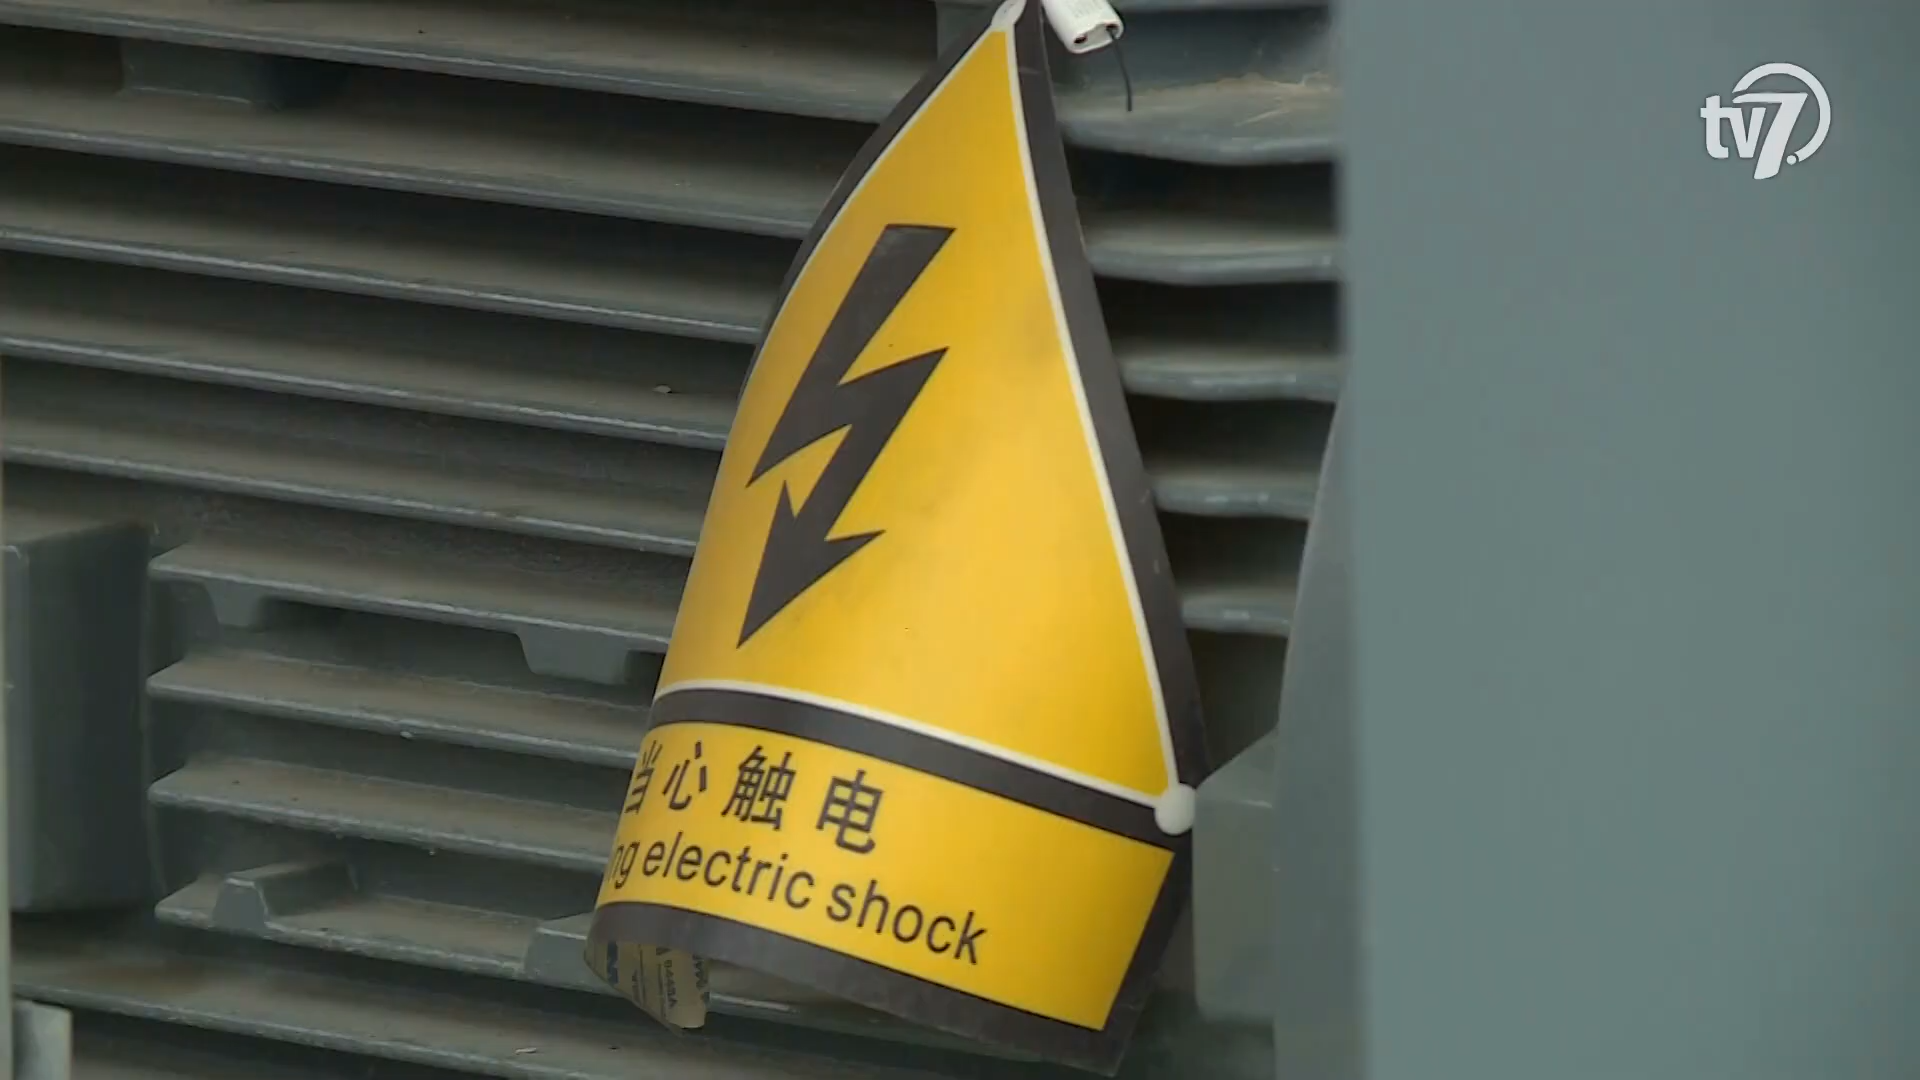 tv7
当心触电
ng electric shock